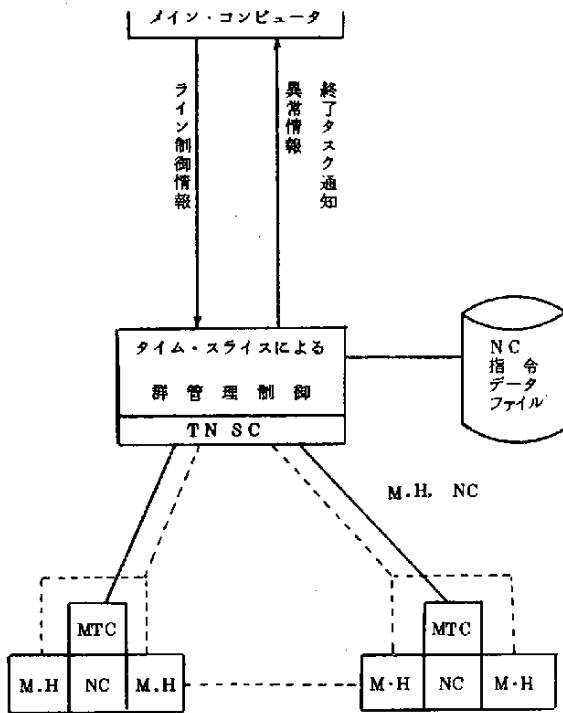 メイン・コンピュータ
ライン制御情報
異常情報
終了タスク通知
タイム・スライスによる
群管理制御
TNSC
NC
指令
データ
ファイル
M.H, NC
MTC
M.H NC M.H
MTC
M·H NC M·H